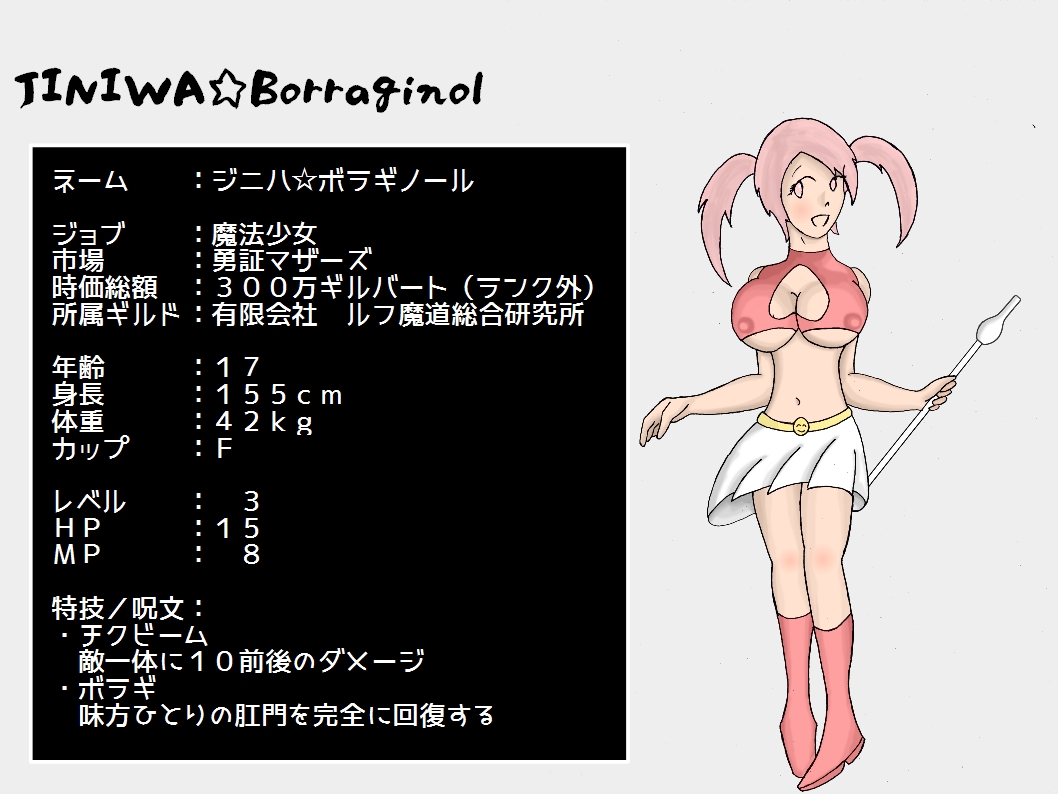 JINIWA☆Borraginol
ネーム　　：ジニハ☆ボラギノール
ジョブ　　：魔法少女
市場　　　：勇証マザーズ
時価総額　：３００万ギルバート（ランク外）
所属ギルド：有限会社　ルフ魔道総合研究所
年齢　　　：１７
身長　　　：１５５ｃｍ
体重　　　：４２ｋｇ
カップ　　：Ｆ
レベル　　：　３
ＨＰ　　　：１５
ＭＰ　　　：　８
特技／呪文：
・チクビーム
　敵一体に１０前後のダメージ
・ボラギ
　味方ひとりの肛門を完全に回復する